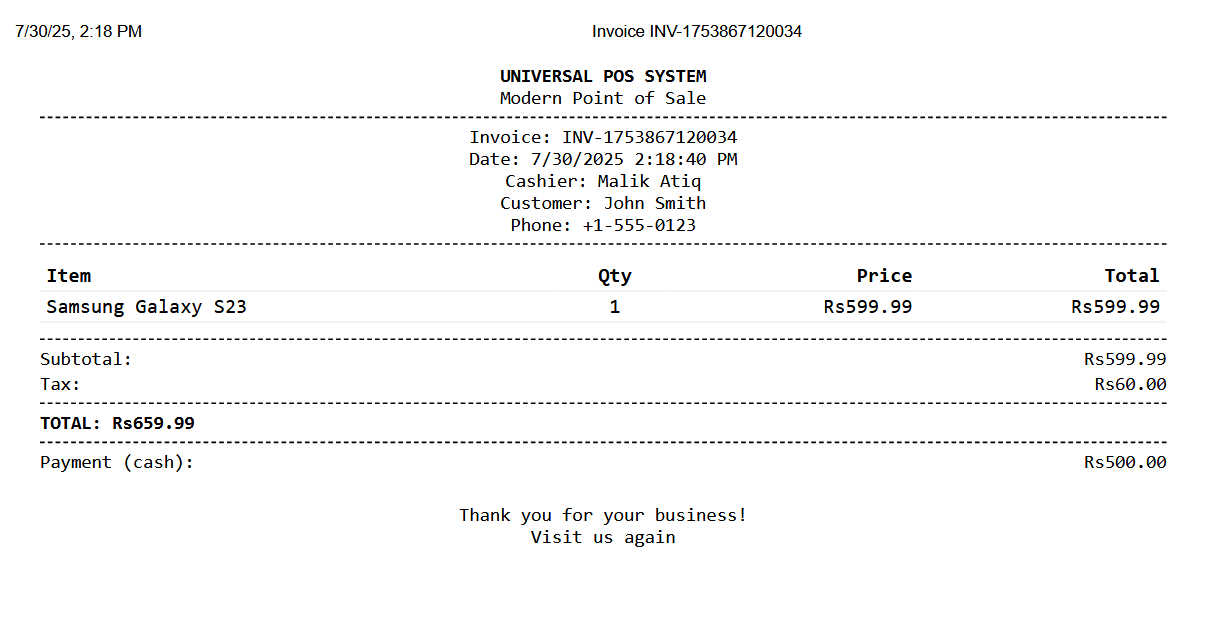 7/30/25, 2:18 PM Invoice INV-1753867120034
UNIVERSAL POS SYSTEM
Modern Point of Sale
Invoice: INV-1753867120034
Date: 7/30/2025 2:18:40 PM
Cashier: Malik Atiq
Customer: John Smith
Phone: +1-555-0123
Item Qty Price Total
Samsung Galaxy S23 1 Rs599.99 Rs599.99
Subtotal: Rs599.99
Tax: Rs60.00
TOTAL: Rs659.99
Payment (cash): Rs500.00
Thank you for your business!
Visit us again